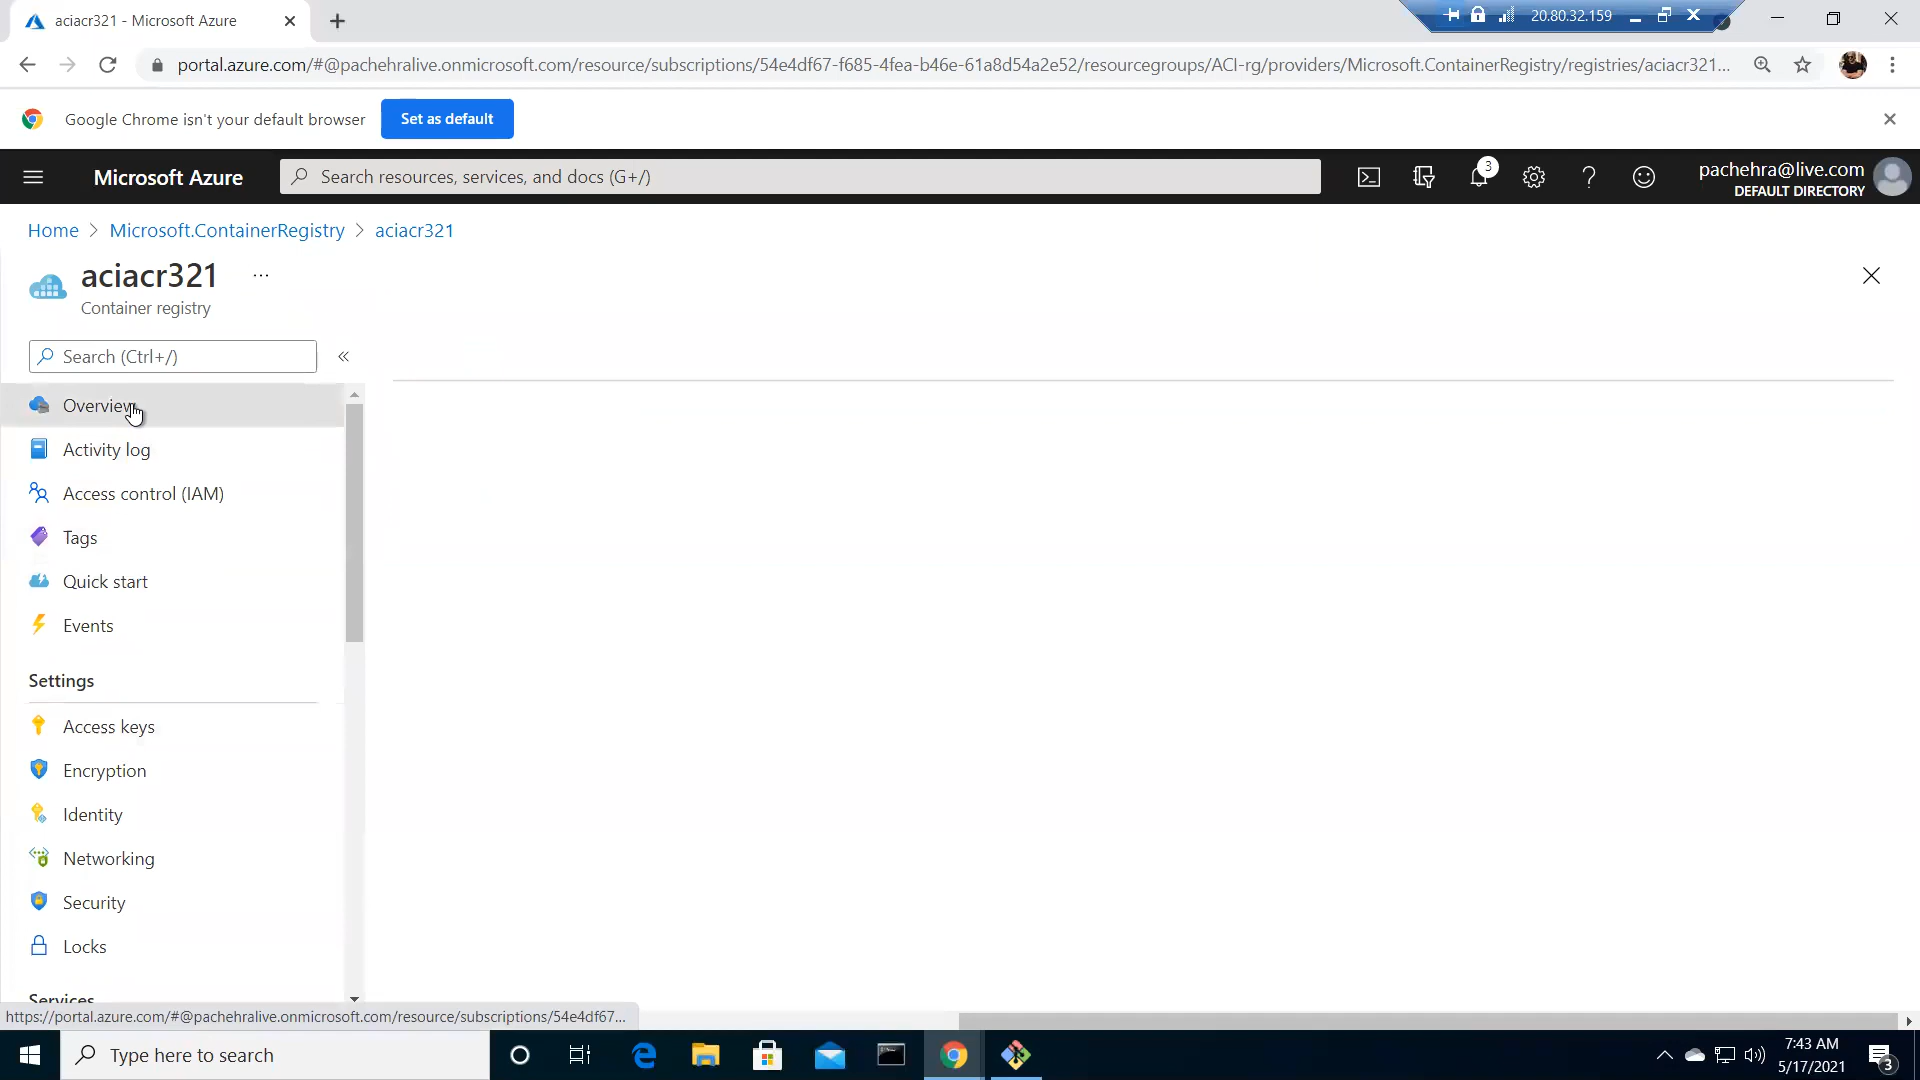 aciacr321 - Microsoft Azure
20.80.32.159
portal.azure.com/#@pachehralive.onmicrosoft.com/resource/subscriptions/54e4df67-f685-4fea-b46e-61a8d54a2e52/resourcegroups/ACI-rg/providers/Microsoft.ContainerRegistry/registries/aciacr321...
Google Chrome isn't your default browser
Set as default
Microsoft Azure
Search resources, services, and docs (G+/)
3
pachehra@live.com
DEFAULT DIRECTORY
Home > Microsoft.ContainerRegistry > aciacr321
aciacr321 ...
Container registry
Search (Ctrl+/)
Overview
Activity log
Access control (IAM)
Tags
Quick start
Events
Settings
Access keys
Encryption
Identity
Networking
Security
Locks
Services
https://portal.azure.com/#@pachehralive.onmicrosoft.com/resource/subscriptions/54e4df67...
Type here to search
7:43 AM
5/17/2021
3